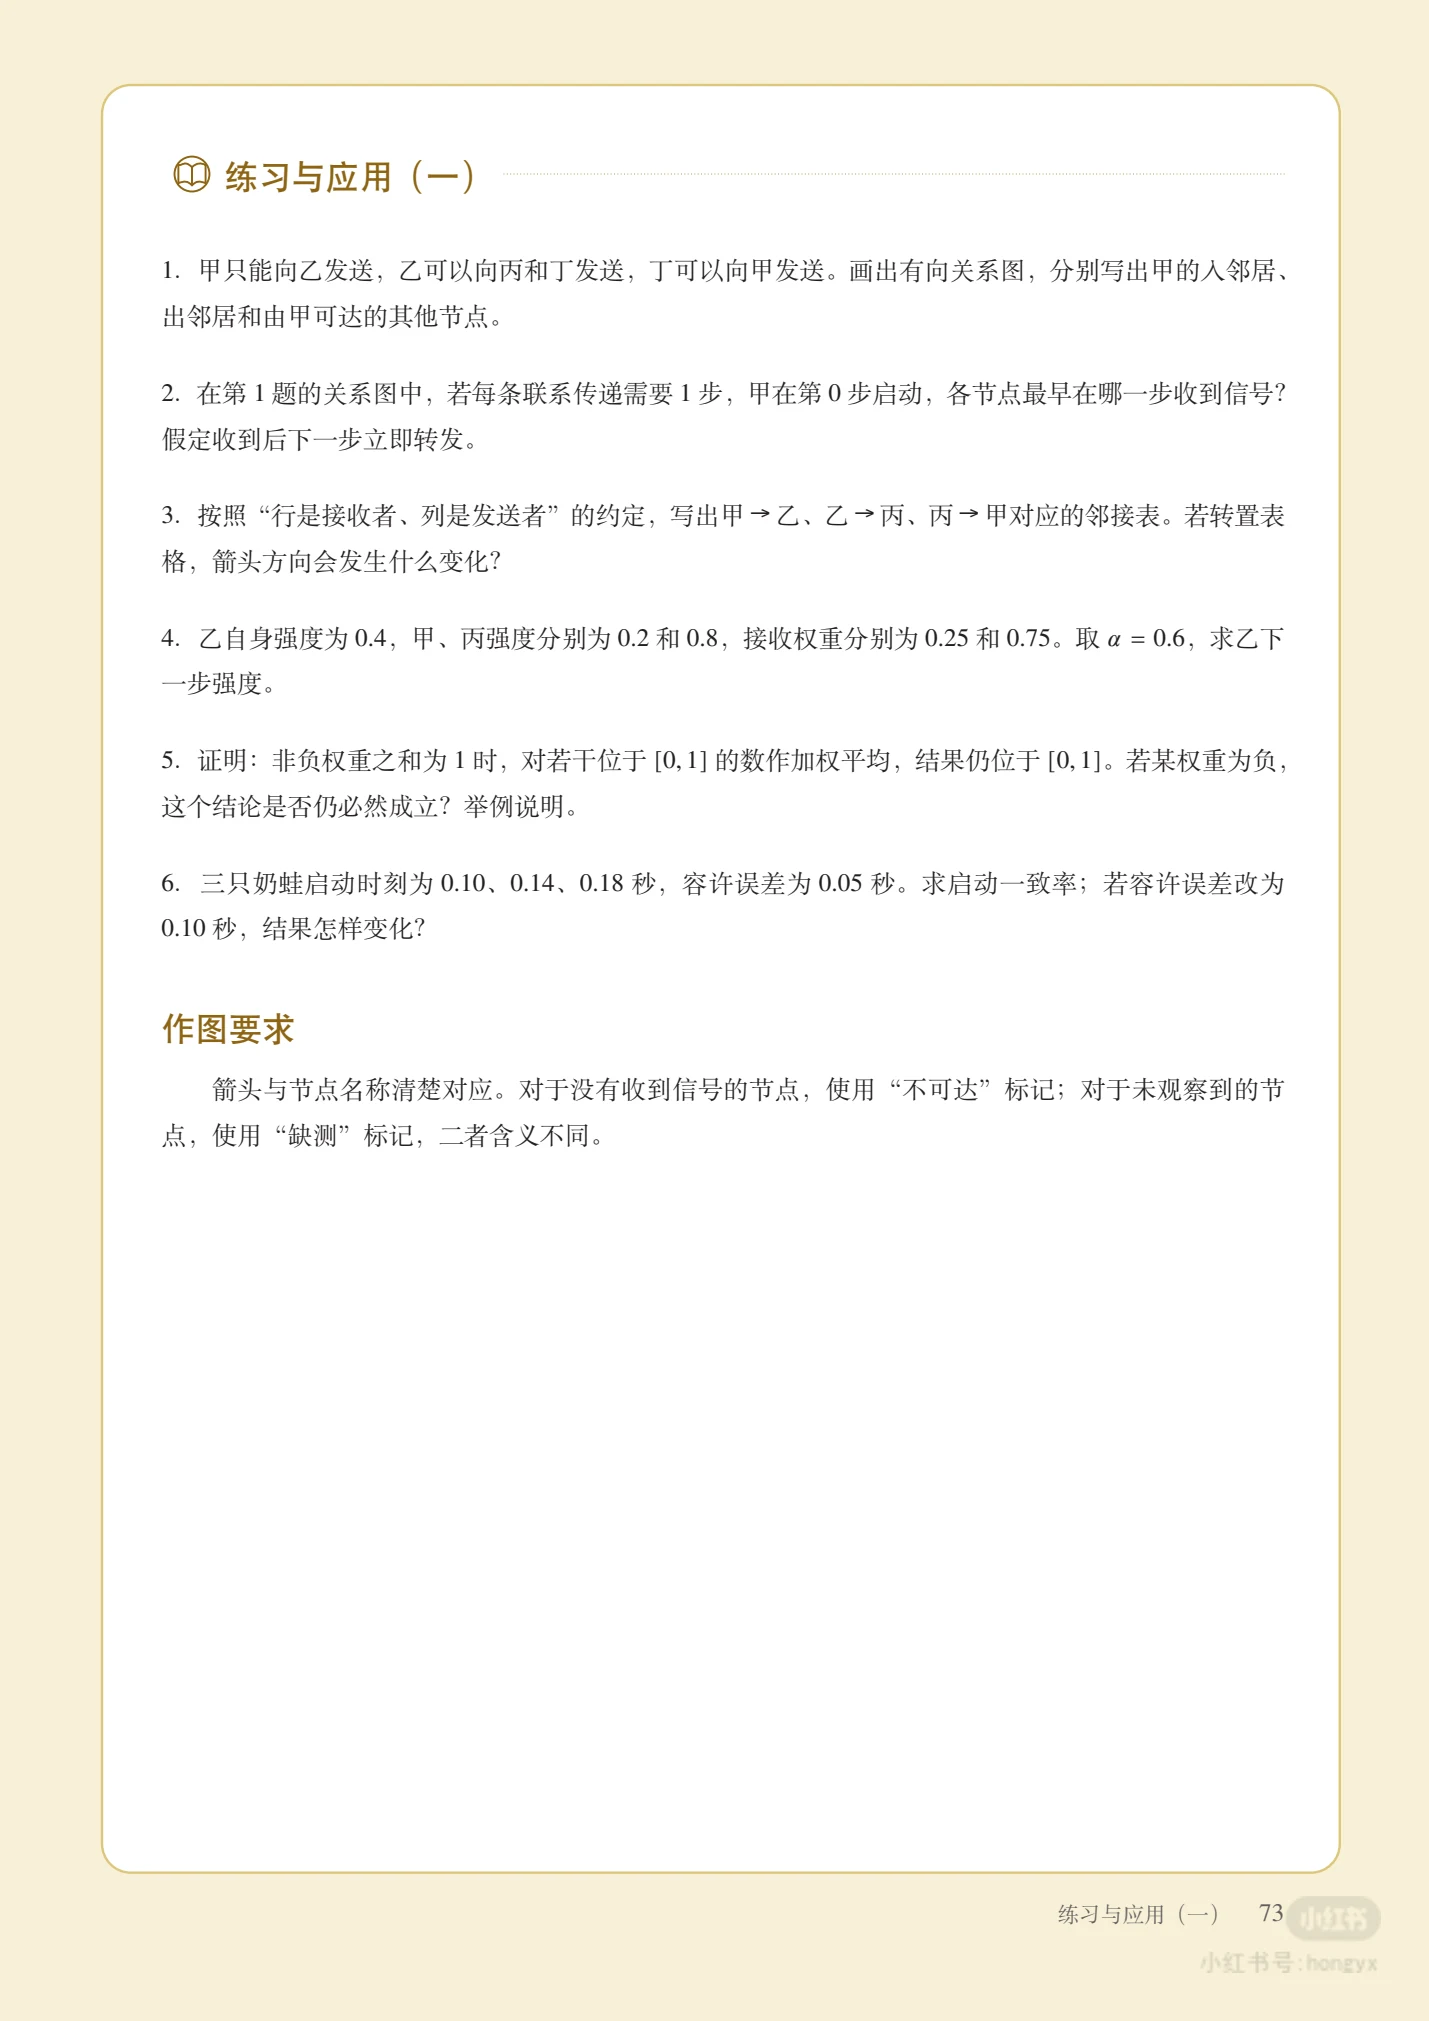 练习与应用（一）
1. 甲只能向乙发送，乙可以向丙和丁发送，丁可以向甲发送。画出有向关系图，分别写出甲的入邻居、
出邻居和由甲可达的其他节点。
2. 在第 1 题的关系图中，若每条联系传递需要 1 步，甲在第 0 步启动，各节点最早在哪一步收到信号？
假定收到后下一步立即转发。
3. 按照“行是接收者、列是发送者”的约定，写出甲→乙、乙→丙、丙→甲对应的邻接表。若转置表
格，箭头方向会发生什么变化？
4. 乙自身强度为 0.4，甲、丙强度分别为 0.2 和 0.8，接收权重分别为 0.25 和 0.75。取 α = 0.6，求乙下
一步强度。
5. 证明：非负权重之和为 1 时，对若干位于 [0, 1] 的数作加权平均，结果仍位于 [0, 1]。若某权重为负，
这个结论是否仍必然成立？举例说明。
6. 三只奶蛙启动时刻为 0.10、0.14、0.18 秒，容许误差为 0.05 秒。求启动一致率；若容许误差改为
0.10 秒，结果怎样变化？
作图要求
箭头与节点名称清楚对应。对于没有收到信号的节点，使用“不可达”标记；对于未观察到的节
点，使用“缺测”标记，二者含义不同。
练习与应用（一） 73
小红书
小红书号:hongyx